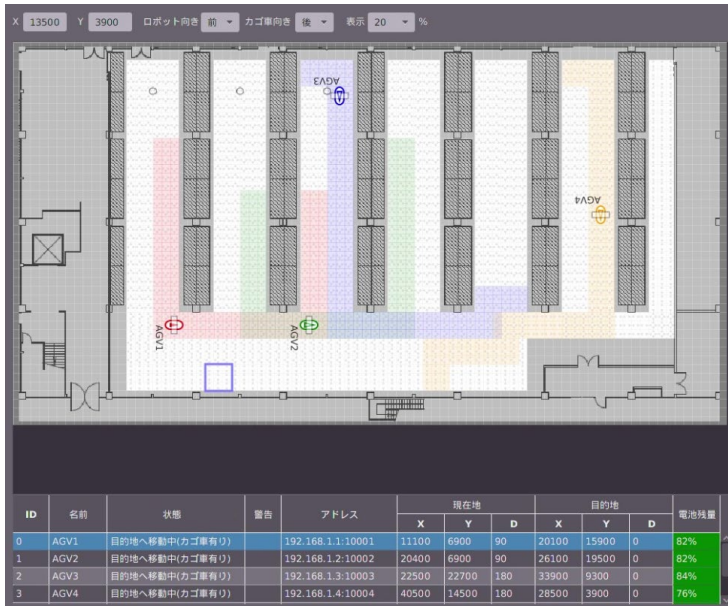 X 13500 Y 3900 ロボット向き 前 カゴ車向き 後 表示 20 %
AGV3
AGV4
AGV1
AGV2
ID 名前 状態 警告 アドレス 現在地 目的地 電池残量
X Y D X Y D
0 AGV1 目的地へ移動中(カゴ車有り) 192.168.1.1:10001 11100 6900 90 20100 15900 0 82%
1 AGV2 目的地へ移動中(カゴ車有り) 192.168.1.2:10002 20400 6900 90 26100 19500 0 82%
2 AGV3 目的地へ移動中(カゴ車有り) 192.168.1.3:10003 22500 22700 180 33900 9300 0 84%
3 AGV4 目的地へ移動中(カゴ車有り) 192.168.1.4:10004 40500 14500 180 28500 3900 0 76%